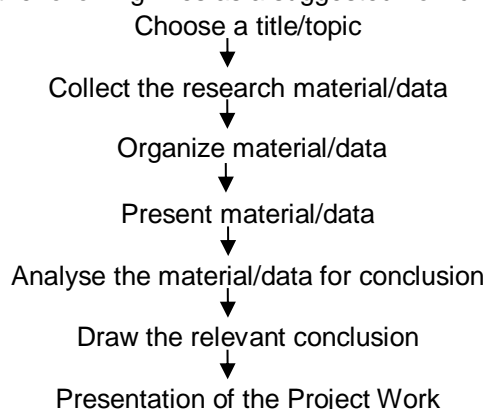 Choose a title/topic
Collect the research material/data
Organize material/data
Present material/data
Analyse the material/data for conclusion
Draw the relevant conclusion
Presentation of the Project Work